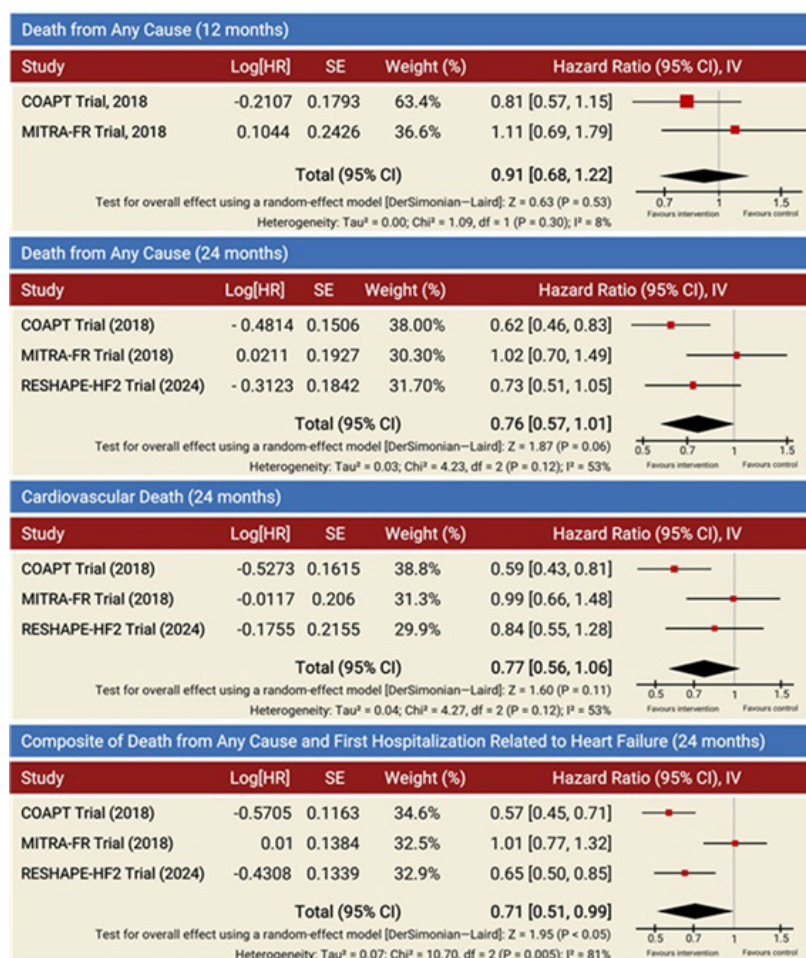 Death from Any Cause (12 months)
Study Log[HR] SE Weight (%) Hazard Ratio (95% CI), IV
COAPT Trial, 2018 -0.2107 0.1793 63.4% 0.81 [0.57, 1.15]
MITRA-FR Trial, 2018 0.1044 0.2426 36.6% 1.11 [0.69, 1.79]
Total (95% CI) 0.91 [0.68, 1.22]
0.7 1 1.5
Test for overall effect using a random-effect model [DerSimonian–Laird]: Z = 0.63 (P = 0.53) Favours intervention Favours control
Heterogeneity: Tau² = 0.00; Chi² = 1.09, df = 1 (P = 0.30); I² = 8%
Death from Any Cause (24 months)
Study Log[HR] SE Weight (%) Hazard Ratio (95% CI), IV
COAPT Trial (2018) - 0.4814 0.1506 38.00% 0.62 [0.46, 0.83]
MITRA-FR Trial (2018) 0.0211 0.1927 30.30% 1.02 [0.70, 1.49]
RESHAPE-HF2 Trial (2024) - 0.3123 0.1842 31.70% 0.73 [0.51, 1.05]
Total (95% CI) 0.76 [0.57, 1.01]
Test for overall effect using a random-effect model [DerSimonian–Laird]: Z = 1.87 (P = 0.06) 0.5 0.7 1 1.5
Heterogeneity: Tau² = 0.03; Chi² = 4.23, df = 2 (P = 0.12); I² = 53% Favours intervention Favours control
Cardiovascular Death (24 months)
Study Log[HR] SE Weight (%) Hazard Ratio (95% CI), IV
COAPT Trial (2018) -0.5273 0.1615 38.8% 0.59 [0.43, 0.81]
MITRA-FR Trial (2018) -0.0117 0.206 31.3% 0.99 [0.66, 1.48]
RESHAPE-HF2 Trial (2024) -0.1755 0.2155 29.9% 0.84 [0.55, 1.28]
Total (95% CI) 0.77 [0.56, 1.06]
Test for overall effect using a random-effect model [DerSimonian–Laird]: Z = 1.60 (P = 0.11) 0.5 0.7 1 1.5
Heterogeneity: Tau² = 0.04; Chi² = 4.27, df = 2 (P = 0.12); I² = 53% Favours intervention Favours control
Composite of Death from Any Cause and First Hospitalization Related to Heart Failure (24 months)
Study Log[HR] SE Weight (%) Hazard Ratio (95% CI), IV
COAPT Trial (2018) -0.5705 0.1163 34.6% 0.57 [0.45, 0.71]
MITRA-FR Trial (2018) 0.01 0.1384 32.5% 1.01 [0.77, 1.32]
RESHAPE-HF2 Trial (2024) -0.4308 0.1339 32.9% 0.65 [0.50, 0.85]
Total (95% CI) 0.71 [0.51, 0.99]
Test for overall effect using a random-effect model [DerSimonian–Laird]: Z = 1.95 (P < 0.05) 0.5 0.7 1 1.5
Heterogeneity: Tau² = 0.07; Chi² = 10.70, df = 2 (P = 0.005); I² = 81% Favours intervention Favours control